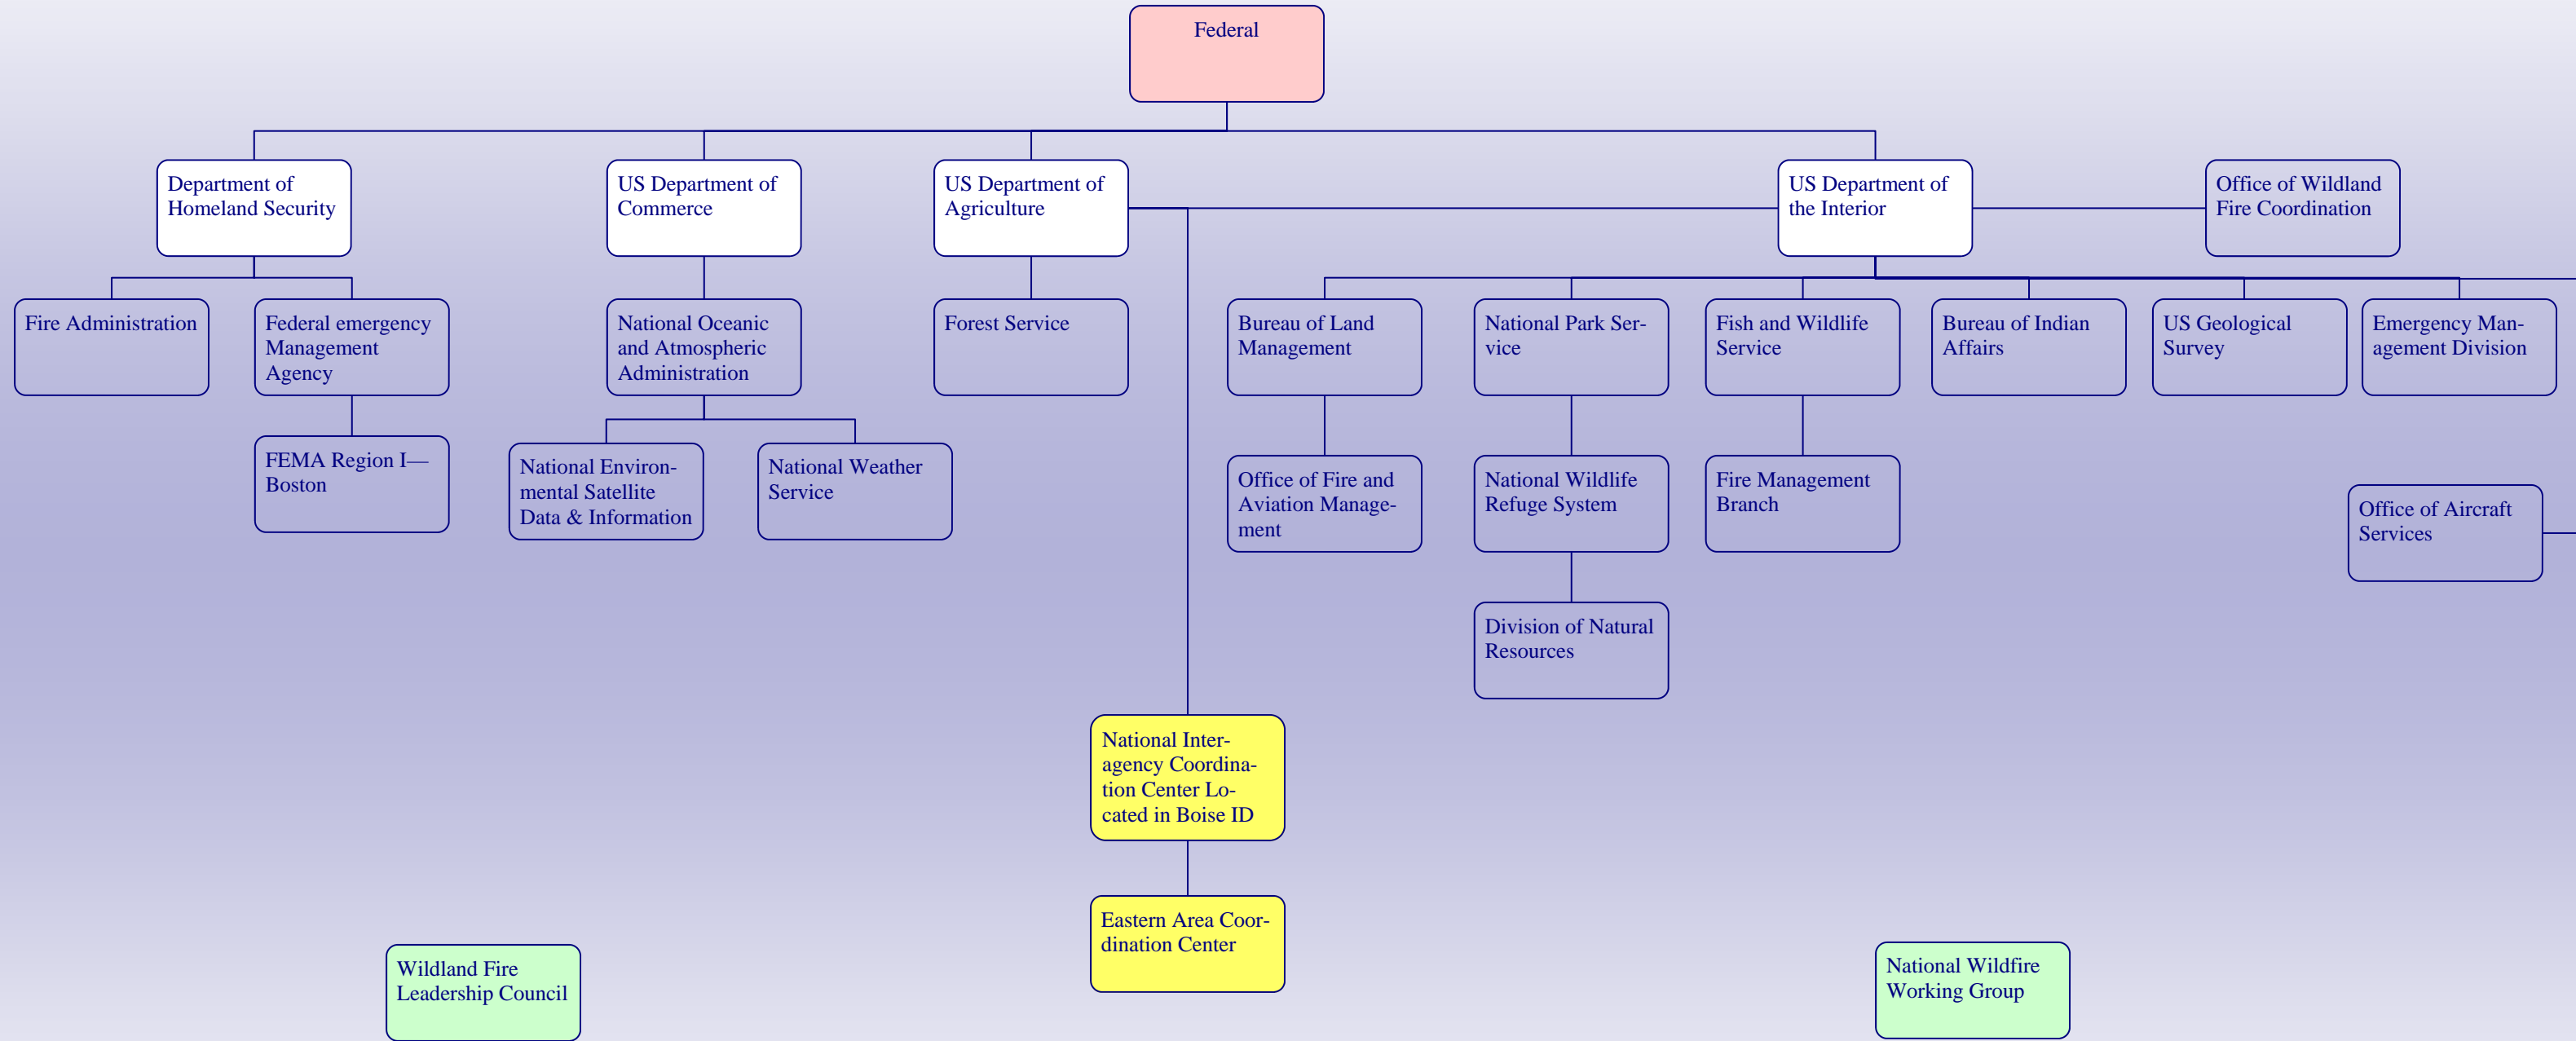 Federal
Department of
Homeland Security
US Department of
Commerce
US Department of
Agriculture
US Department of
the Interior
Office of Wildland
Fire Coordination
Fire Administration
Federal emergency
Management
Agency
National Oceanic
and Atmospheric
Administration
Forest Service
Bureau of Land
Management
National Park Ser-
vice
Fish and Wildlife
Service
Bureau of Indian
Affairs
US Geological
Survey
Emergency Man-
agement Division
FEMA Region I—
Boston
National Environ-
mental Satellite
Data & Information
National Weather
Service
Office of Fire and
Aviation Manage-
ment
National Wildlife
Refuge System
Fire Management
Branch
Office of Aircraft
Services
Division of Natural
Resources
National Inter-
agency Coordina-
tion Center Lo-
cated in Boise ID
Eastern Area Coor-
dination Center
Wildland Fire
Leadership Council
National Wildfire
Working Group